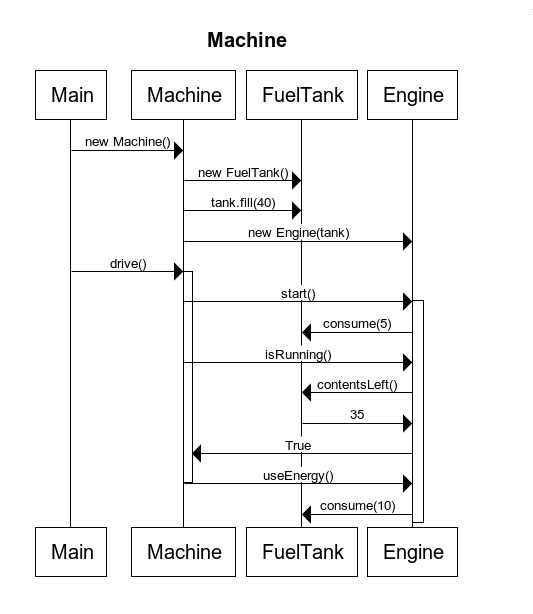 Machine
Main Machine FuelTank Engine
new Machine()
new FuelTank()
tank.fill(40)
new Engine(tank)
drive()
start()
consume(5)
isRunning()
contentsLeft()
35
True
useEnergy()
consume(10)
Main Machine FuelTank Engine